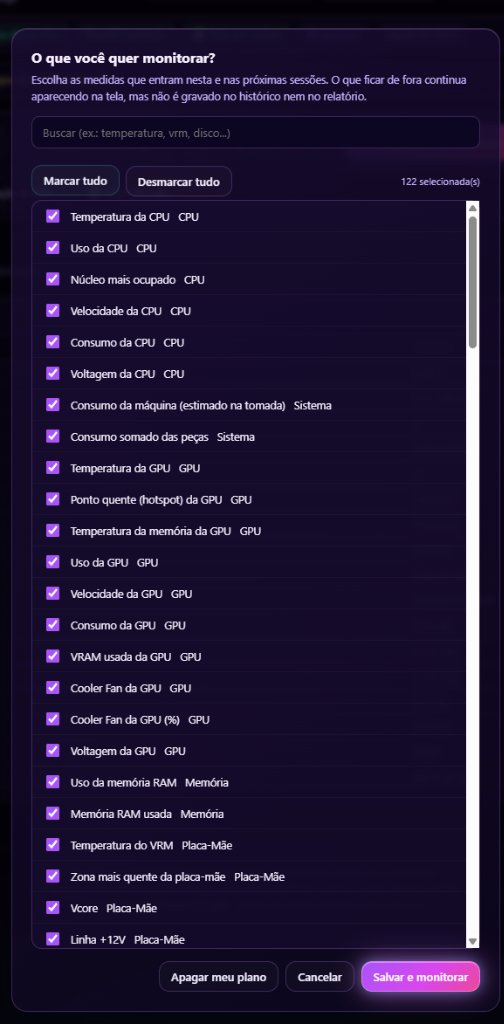 O que você quer monitorar?
Escolha as medidas que entram nesta e nas próximas sessões. O que ficar de fora continua
aparecendo na tela, mas não é gravado no histórico nem no relatório.
Buscar (ex.: temperatura, vrm, disco...)
Marcar tudo Desmarcar tudo 122 selecionada(s)
Temperatura da CPU CPU
Uso da CPU CPU
Núcleo mais ocupado CPU
Velocidade da CPU CPU
Consumo da CPU CPU
Voltagem da CPU CPU
Consumo da máquina (estimado na tomada) Sistema
Consumo somado das peças Sistema
Temperatura da GPU GPU
Ponto quente (hotspot) da GPU GPU
Temperatura da memória da GPU GPU
Uso da GPU GPU
Velocidade da GPU GPU
Consumo da GPU GPU
VRAM usada da GPU GPU
Cooler Fan da GPU GPU
Cooler Fan da GPU (%) GPU
Voltagem da GPU GPU
Uso da memória RAM Memória
Memória RAM usada Memória
Temperatura do VRM Placa-Mãe
Zona mais quente da placa-mãe Placa-Mãe
Vcore Placa-Mãe
Linha +12V Placa-Mãe
Apagar meu plano Cancelar Salvar e monitorar